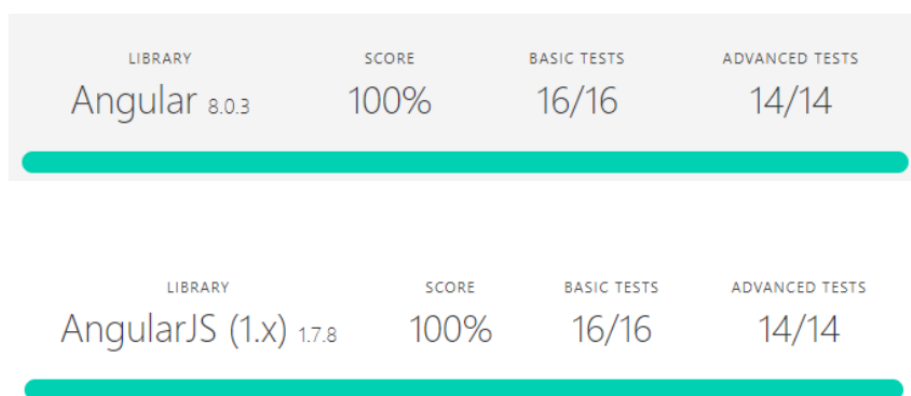 LIBRARY SCORE BASIC TESTS ADVANCED TESTS
Angular 8.0.3 100% 16/16 14/14
LIBRARY SCORE BASIC TESTS ADVANCED TESTS
AngularJS (1.x) 1.7.8 100% 16/16 14/14